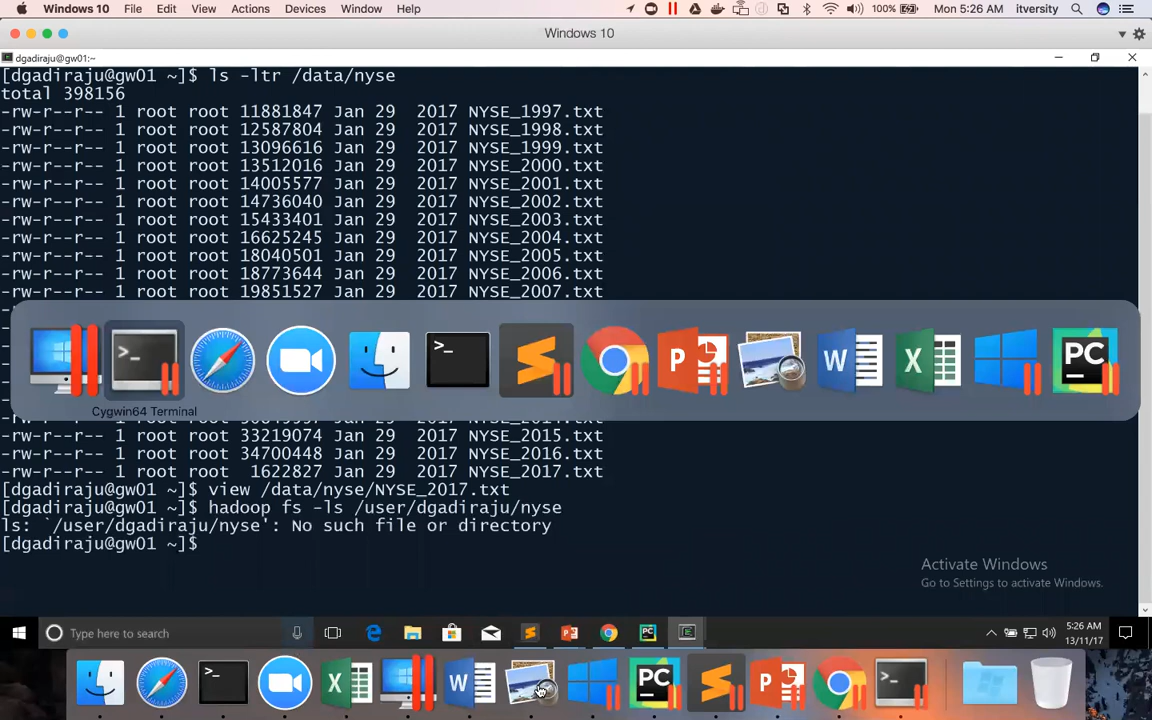 Windows 10 File Edit View Actions Devices Window Help 100% Mon 5:26 AM itversity
Windows 10
dgadiraju@gw01:~
[dgadiraju@gw01 ~]$ ls -ltr /data/nyse
total 398156
-rw-r--r-- 1 root root 11881847 Jan 29  2017 NYSE_1997.txt
-rw-r--r-- 1 root root 12587804 Jan 29  2017 NYSE_1998.txt
-rw-r--r-- 1 root root 13096616 Jan 29  2017 NYSE_1999.txt
-rw-r--r-- 1 root root 13512016 Jan 29  2017 NYSE_2000.txt
-rw-r--r-- 1 root root 14005577 Jan 29  2017 NYSE_2001.txt
-rw-r--r-- 1 root root 14736040 Jan 29  2017 NYSE_2002.txt
-rw-r--r-- 1 root root 15433401 Jan 29  2017 NYSE_2003.txt
-rw-r--r-- 1 root root 16625245 Jan 29  2017 NYSE_2004.txt
-rw-r--r-- 1 root root 18040501 Jan 29  2017 NYSE_2005.txt
-rw-r--r-- 1 root root 18773644 Jan 29  2017 NYSE_2006.txt
-rw-r--r-- 1 root root 19851527 Jan 29  2017 NYSE_2007.txt
Cygwin64 Terminal
-rw-r--r-- 1 root root 33219074 Jan 29  2017 NYSE_2015.txt
-rw-r--r-- 1 root root 34700448 Jan 29  2017 NYSE_2016.txt
-rw-r--r-- 1 root root  1622827 Jan 29  2017 NYSE_2017.txt
[dgadiraju@gw01 ~]$ view /data/nyse/NYSE_2017.txt
[dgadiraju@gw01 ~]$ hadoop fs -ls /user/dgadiraju/nyse
ls: `/user/dgadiraju/nyse': No such file or directory
[dgadiraju@gw01 ~]$
Activate Windows
Go to Settings to activate Windows.
Type here to search
5:26 AM
13/11/17